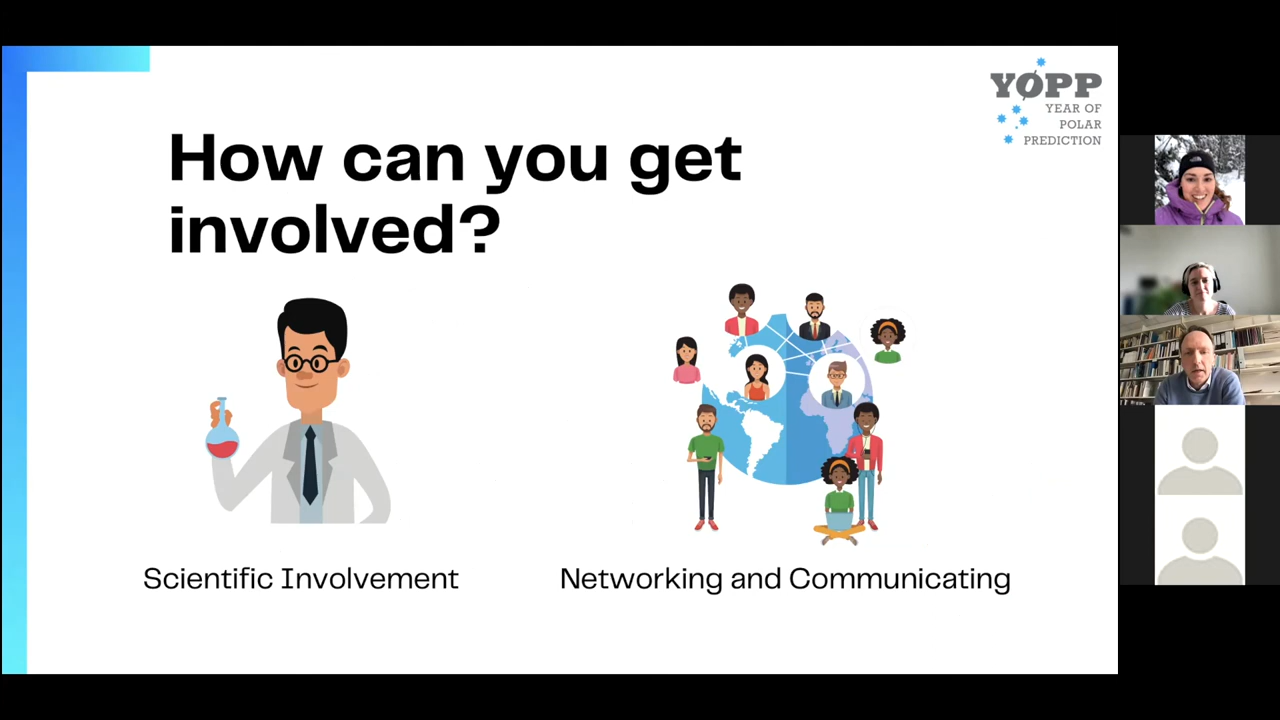 YOPP
YEAR OF
POLAR
PREDICTION
How can you get
involved?
Scientific Involvement
Networking and Communicating